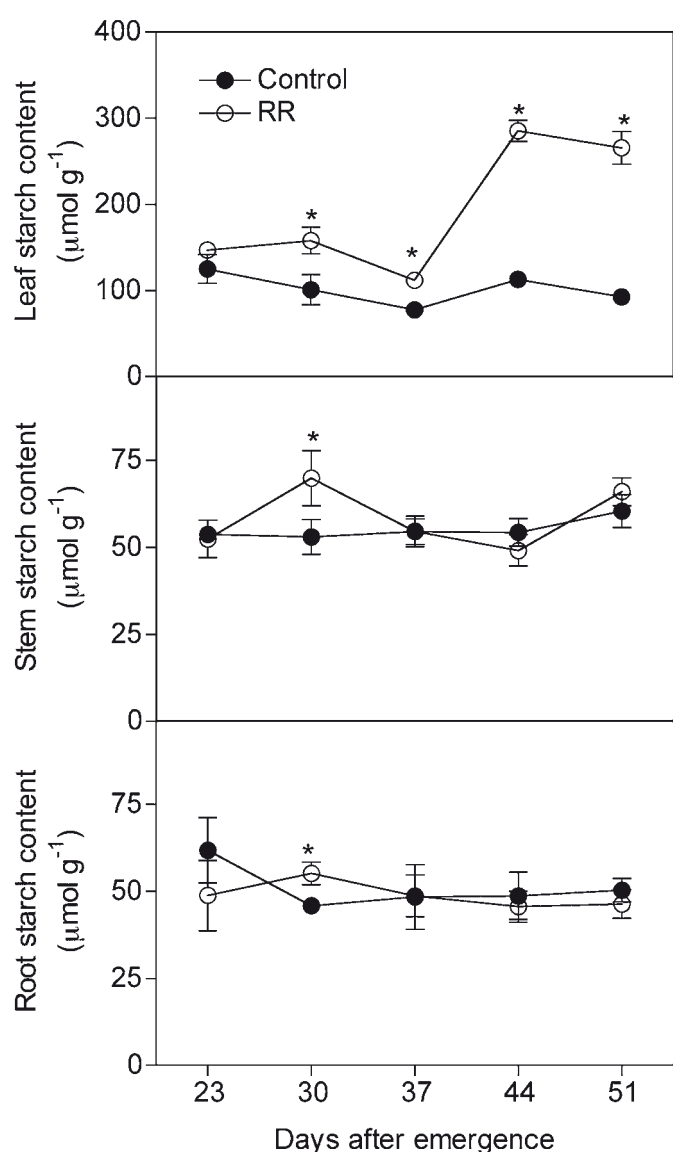 400
300
200
100
0
Leaf starch content
(μmol g⁻¹)
Control
RR
*
*
*
*
75
50
25
0
Stem starch content
(μmol g⁻¹)
*
75
50
25
0
Root starch content
(μmol g⁻¹)
*
23 30 37 44 51
Days after emergence